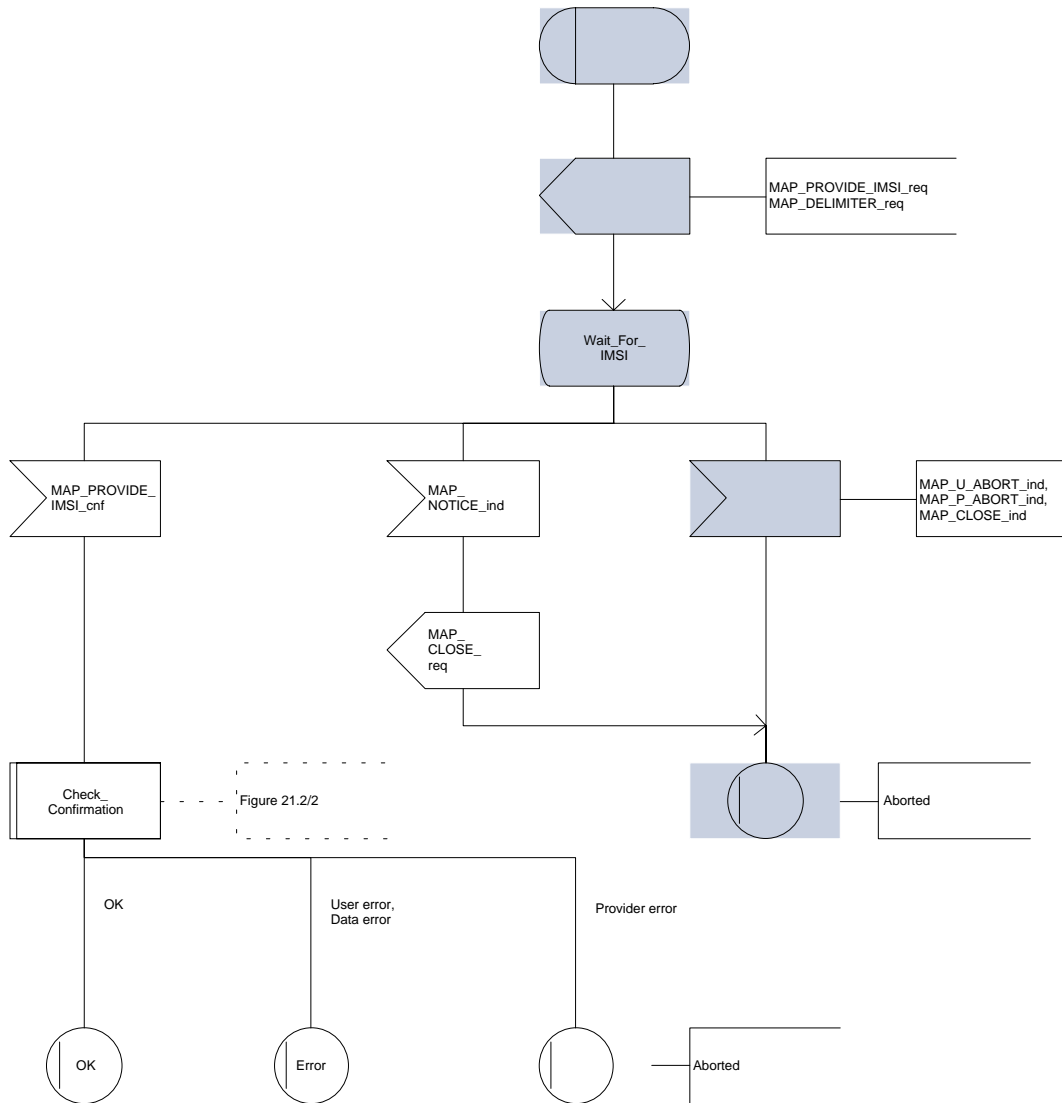 MAP_PROVIDE_IMSI_req
MAP_DELIMITER_req
Wait_For_
IMSI
MAP_PROVIDE_
IMSI_cnf
MAP_
NOTICE_ind
MAP_U_ABORT_ind,
MAP_P_ABORT_ind,
MAP_CLOSE_ind
MAP_
CLOSE_
req
Check_
Confirmation
Figure 21.2/2
Aborted
OK
User error,
Data error
Provider error
OK
Error
Aborted